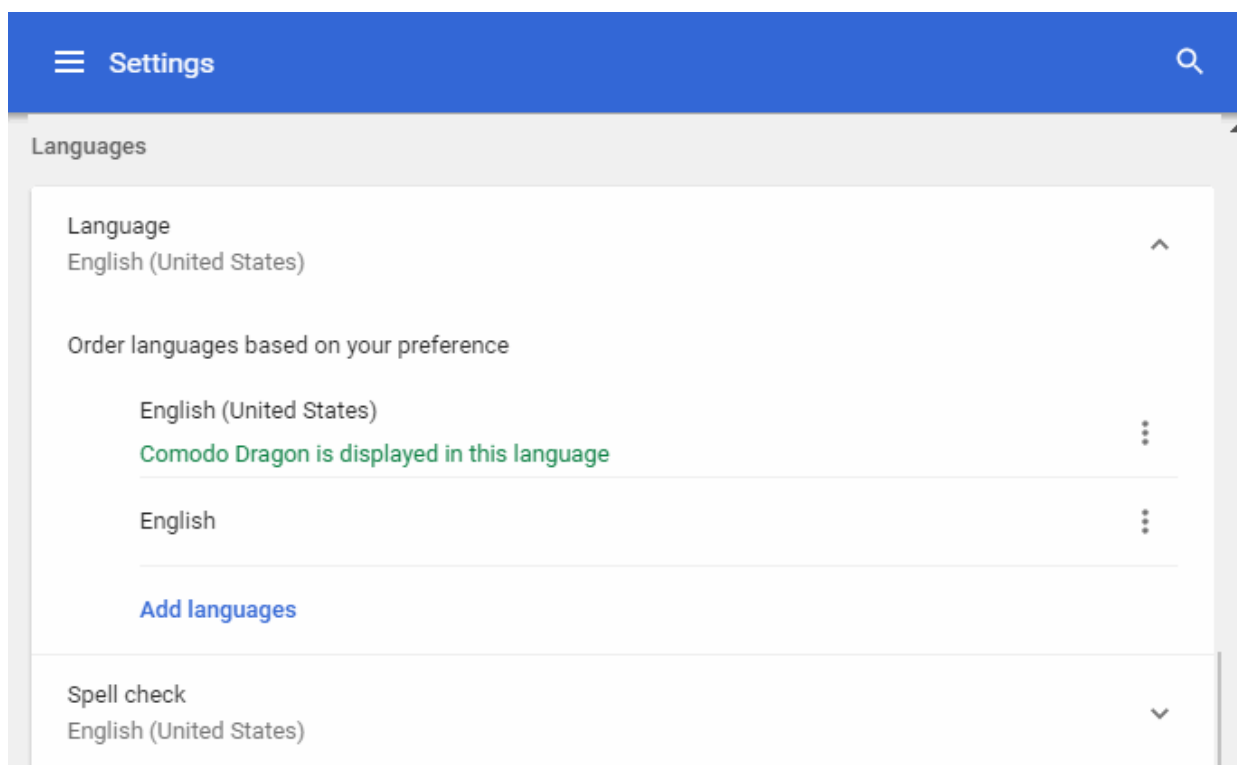 Settings
Languages
Language
English (United States)
Order languages based on your preference
English (United States)
Comodo Dragon is displayed in this language
English
Add languages
Spell check
English (United States)